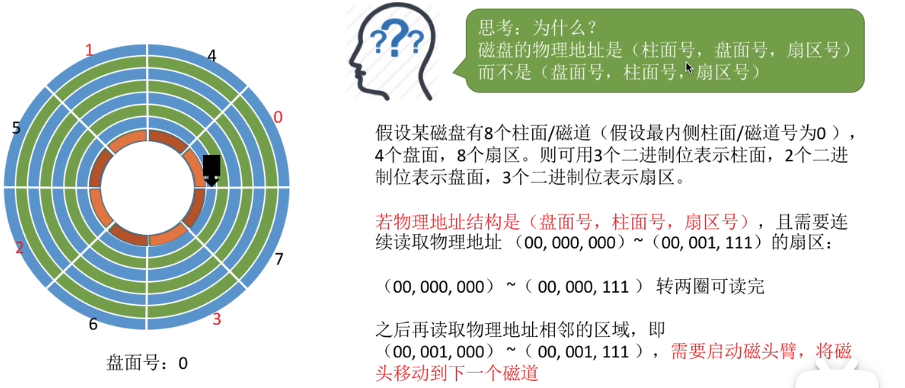 1
4
0
5
2
7
6
3
盘面号：0
???
思考：为什么？
磁盘的物理地址是（柱面号，盘面号，扇区号）
而不是（盘面号，柱面号，扇区号）
假设某磁盘有8个柱面/磁道（假设最内侧柱面/磁道号为0 ），
4个盘面，8个扇区。则可用3个二进制位表示柱面，2个二进
制位表示盘面，3个二进制位表示扇区。
若物理地址结构是（盘面号，柱面号，扇区号），且需要连
续读取物理地址 （00, 000, 000）~（00, 001, 111）的扇区：
（00, 000, 000） ~（ 00, 000, 111 ） 转两圈可读完
之后再读取物理地址相邻的区域，即
（00, 001, 000） ~（ 00, 001, 111 ），需要启动磁头臂，将磁
头移动到下一个磁道